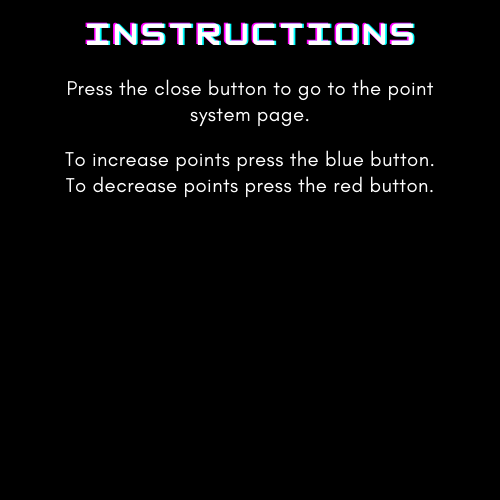 INSTRUCTIONS
Press the close button to go to the point
system page.
To increase points press the blue button.
To decrease points press the red button.